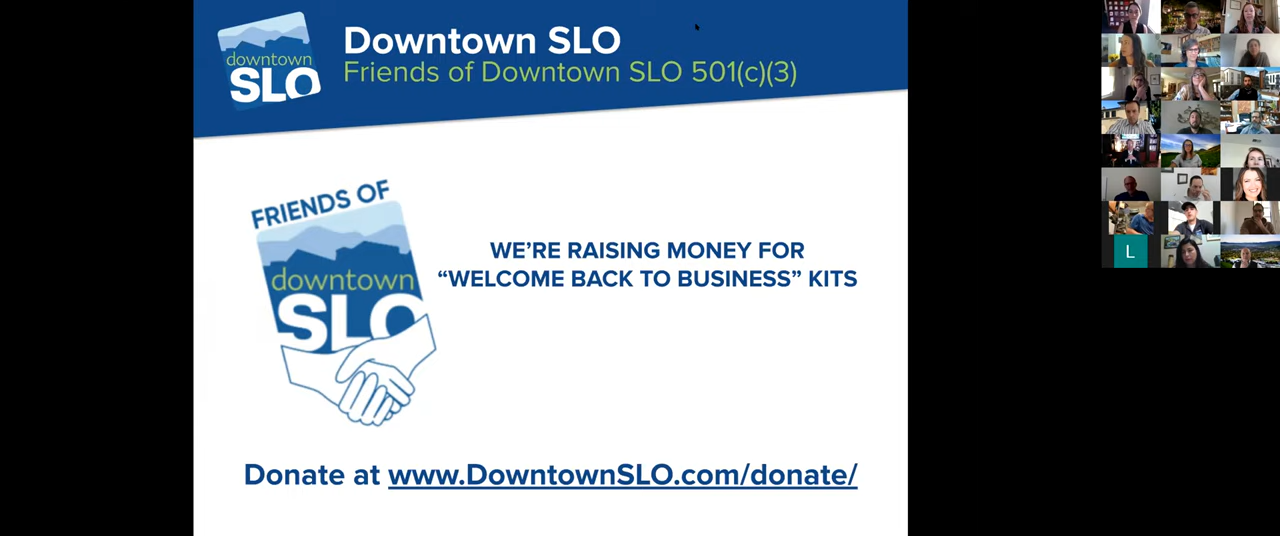 downtown
SLO
Downtown SLO
Friends of Downtown SLO 501(c)(3)
FRIENDS OF
downtown
SLO
WE’RE RAISING MONEY FOR
“WELCOME BACK TO BUSINESS” KITS
Donate at www.DowntownSLO.com/donate/
L